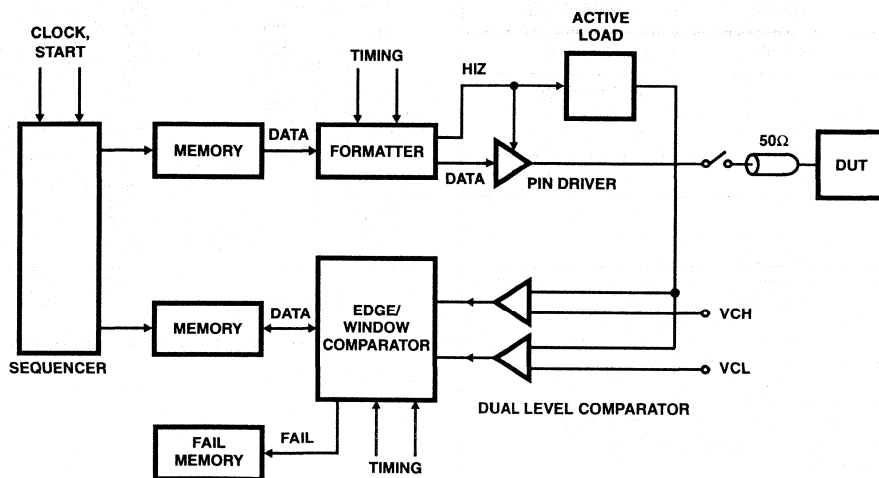 CLOCK,
START
TIMING
HIZ
ACTIVE
LOAD
MEMORY
DATA
FORMATTER
DATA
PIN DRIVER
50Ω
DUT
SEQUENCER
MEMORY
DATA
EDGE/
WINDOW
COMPARATOR
VCH
VCL
DUAL LEVEL COMPARATOR
FAIL
MEMORY
FAIL
TIMING